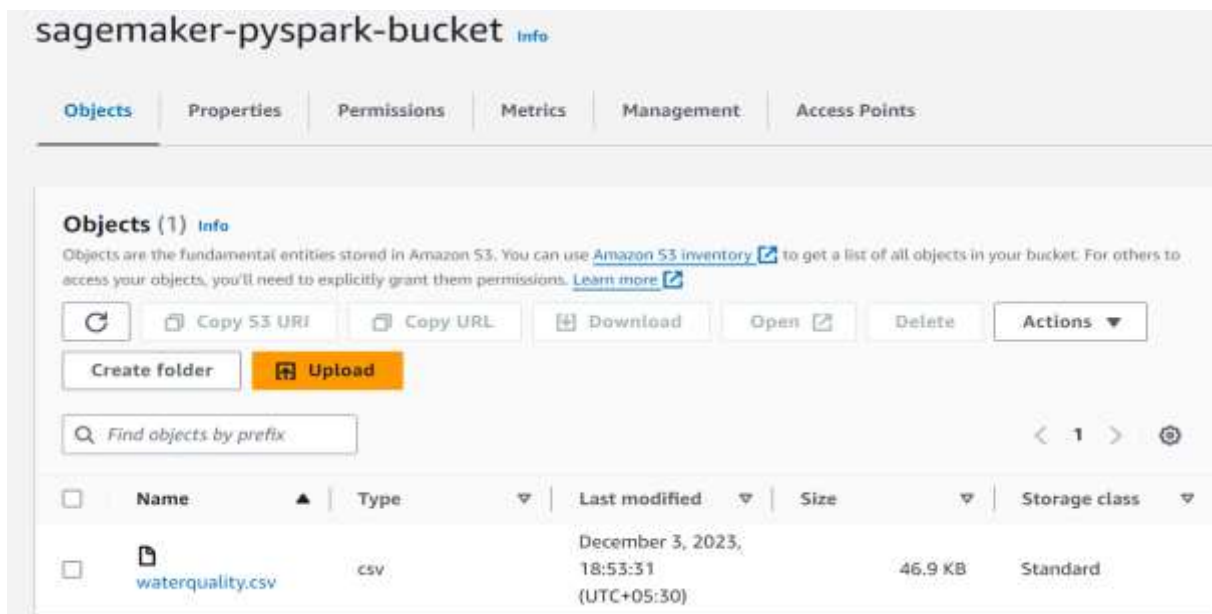 sagemaker-pyspark-bucket Info
Objects Properties Permissions Metrics Management Access Points
Objects (1) Info
Objects are the fundamental entities stored in Amazon S3. You can use Amazon S3 inventory to get a list of all objects in your bucket. For others to
access your objects, you'll need to explicitly grant them permissions. Learn more
Copy S3 URI Copy URL Download Open Delete Actions
Create folder Upload
Find objects by prefix 1
Name Type Last modified Size Storage class
waterquality.csv csv December 3, 2023, 18:53:31 (UTC+05:30) 46.9 KB Standard